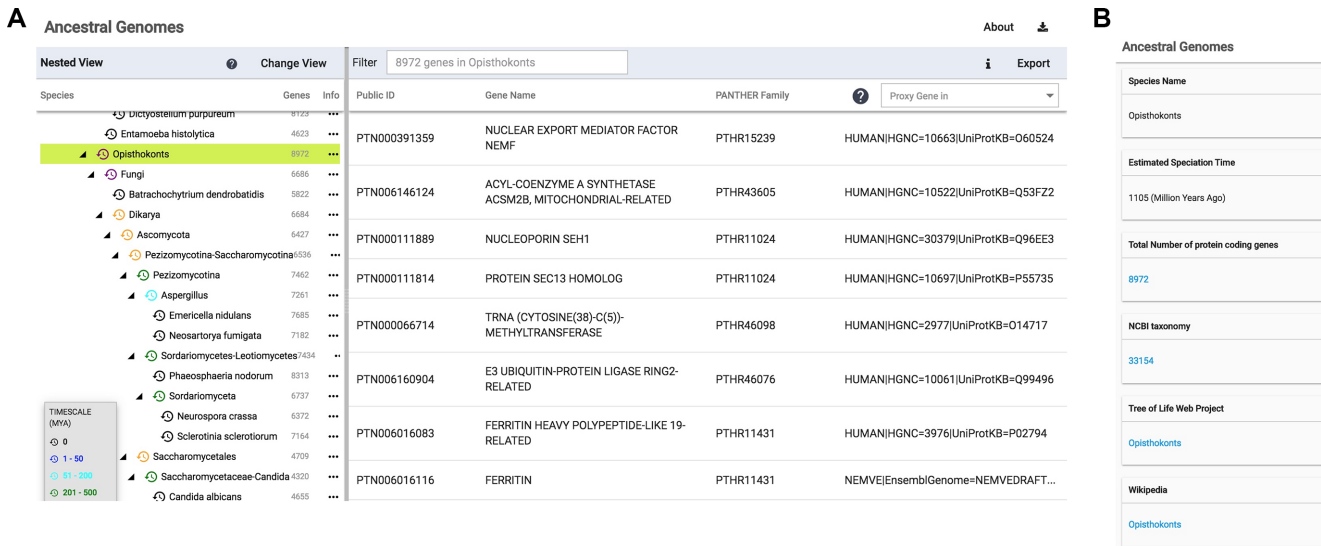 A
Ancestral Genomes
About
Nested View
Change View
Filter
8972 genes in Opisthokonts
i
Export
Species
Genes
Info
Public ID
Gene Name
PANTHER Family
?
Proxy Gene in
Dictyostelium purpureum 8123
Entamoeba histolytica 4623
Opisthokonts 8972
Fungi 6686
Batrachochytrium dendrobatidis 5822
Dikarya 6684
Ascomycota 6427
Pezizomycotina-Saccharomycotina 6536
Pezizomycotina 7462
Aspergillus 7261
Emericella nidulans 7685
Neosartorya fumigata 7182
Sordariomycetes-Leotiomycetes 7434
Phaeosphaeria nodorum 8313
Sordariomyceta 6737
Neurospora crassa 6372
Sclerotinia sclerotiorum 7164
Saccharomycetales 4709
Saccharomycetaceae-Candida 4320
Candida albicans 4655
TIMESCALE
(MYA)
0
1 - 50
51 - 200
201 - 500
PTN000391359
NUCLEAR EXPORT MEDIATOR FACTOR
NEMF
PTHR15239
HUMAN|HGNC=10663|UniProtKB=O60524
PTN006146124
ACYL-COENZYME A SYNTHETASE
ACSM2B, MITOCHONDRIAL-RELATED
PTHR43605
HUMAN|HGNC=10522|UniProtKB=Q53FZ2
PTN000111889
NUCLEOPORIN SEH1
PTHR11024
HUMAN|HGNC=30379|UniProtKB=Q96EE3
PTN000111814
PROTEIN SEC13 HOMOLOG
PTHR11024
HUMAN|HGNC=10697|UniProtKB=P55735
PTN000066714
TRNA (CYTOSINE(38)-C(5))-
METHYLTRANSFERASE
PTHR46098
HUMAN|HGNC=2977|UniProtKB=O14717
PTN006160904
E3 UBIQUITIN-PROTEIN LIGASE RING2-
RELATED
PTHR46076
HUMAN|HGNC=10061|UniProtKB=Q99496
PTN006016083
FERRITIN HEAVY POLYPEPTIDE-LIKE 19-
RELATED
PTHR11431
HUMAN|HGNC=3976|UniProtKB=P02794
PTN006016116
FERRITIN
PTHR11431
NEMVE|EnsemblGenome=NEMVEDRAFT...
B
Ancestral Genomes
Species Name
Opisthokonts
Estimated Speciation Time
1105 (Million Years Ago)
Total Number of protein coding genes
8972
NCBI taxonomy
33154
Tree of Life Web Project
Opisthokonts
Wikipedia
Opisthokonts